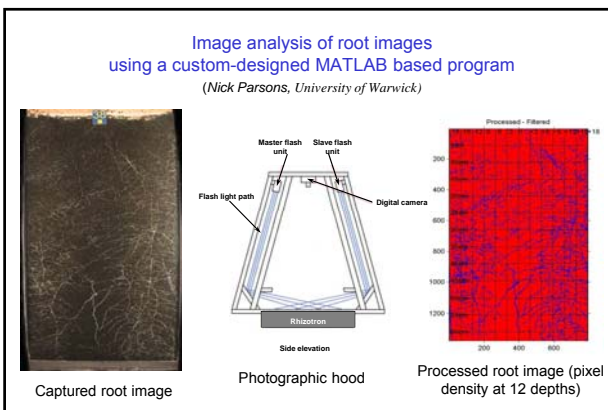 Image analysis of root images
using a custom-designed MATLAB based program
(Nick Parsons, University of Warwick)
Master flash
unit
Slave flash
unit
Flash light path
Digital camera
Rhizotron
Side elevation
Processed - Filtered
200
400
600
800
1000
1200
200
400
600
Captured root image
Photographic hood
Processed root image (pixel
density at 12 depths)